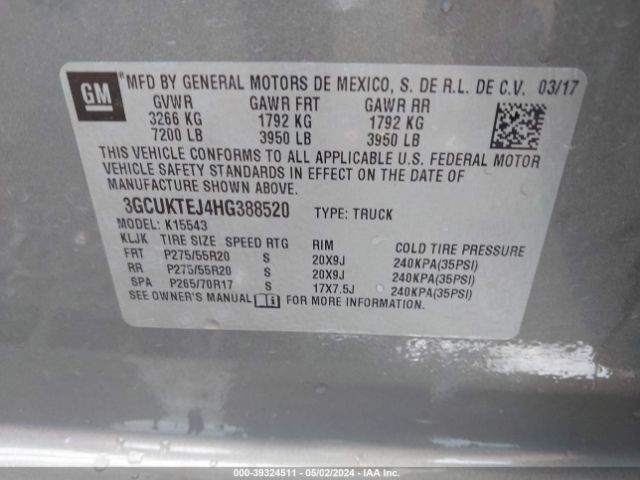 GM
MFD BY GENERAL MOTORS DE MEXICO, S. DE R.L. DE C.V. 03/17
GVWR GAWR FRT GAWR RR
3266 KG 1792 KG 1792 KG
7200 LB 3950 LB 3950 LB
THIS VEHICLE CONFORMS TO ALL APPLICABLE U.S. FEDERAL MOTOR
VEHICLE SAFETY STANDARDS IN EFFECT ON THE DATE OF
MANUFACTURE SHOWN ABOVE.
3GCUKTEJ4HG388520 TYPE: TRUCK
MODEL: K15543
KLJK TIRE SIZE SPEED RTG RIM COLD TIRE PRESSURE
FRT P275/55R20 S 20X9J 240KPA(35PSI)
RR P275/55R20 S 20X9J 240KPA(35PSI)
SPA P265/70R17 S 17X7.5J 240KPA(35PSI)
SEE OWNER'S MANUAL FOR MORE INFORMATION.
000-39324511 - 05/02/2024 - IAA Inc.